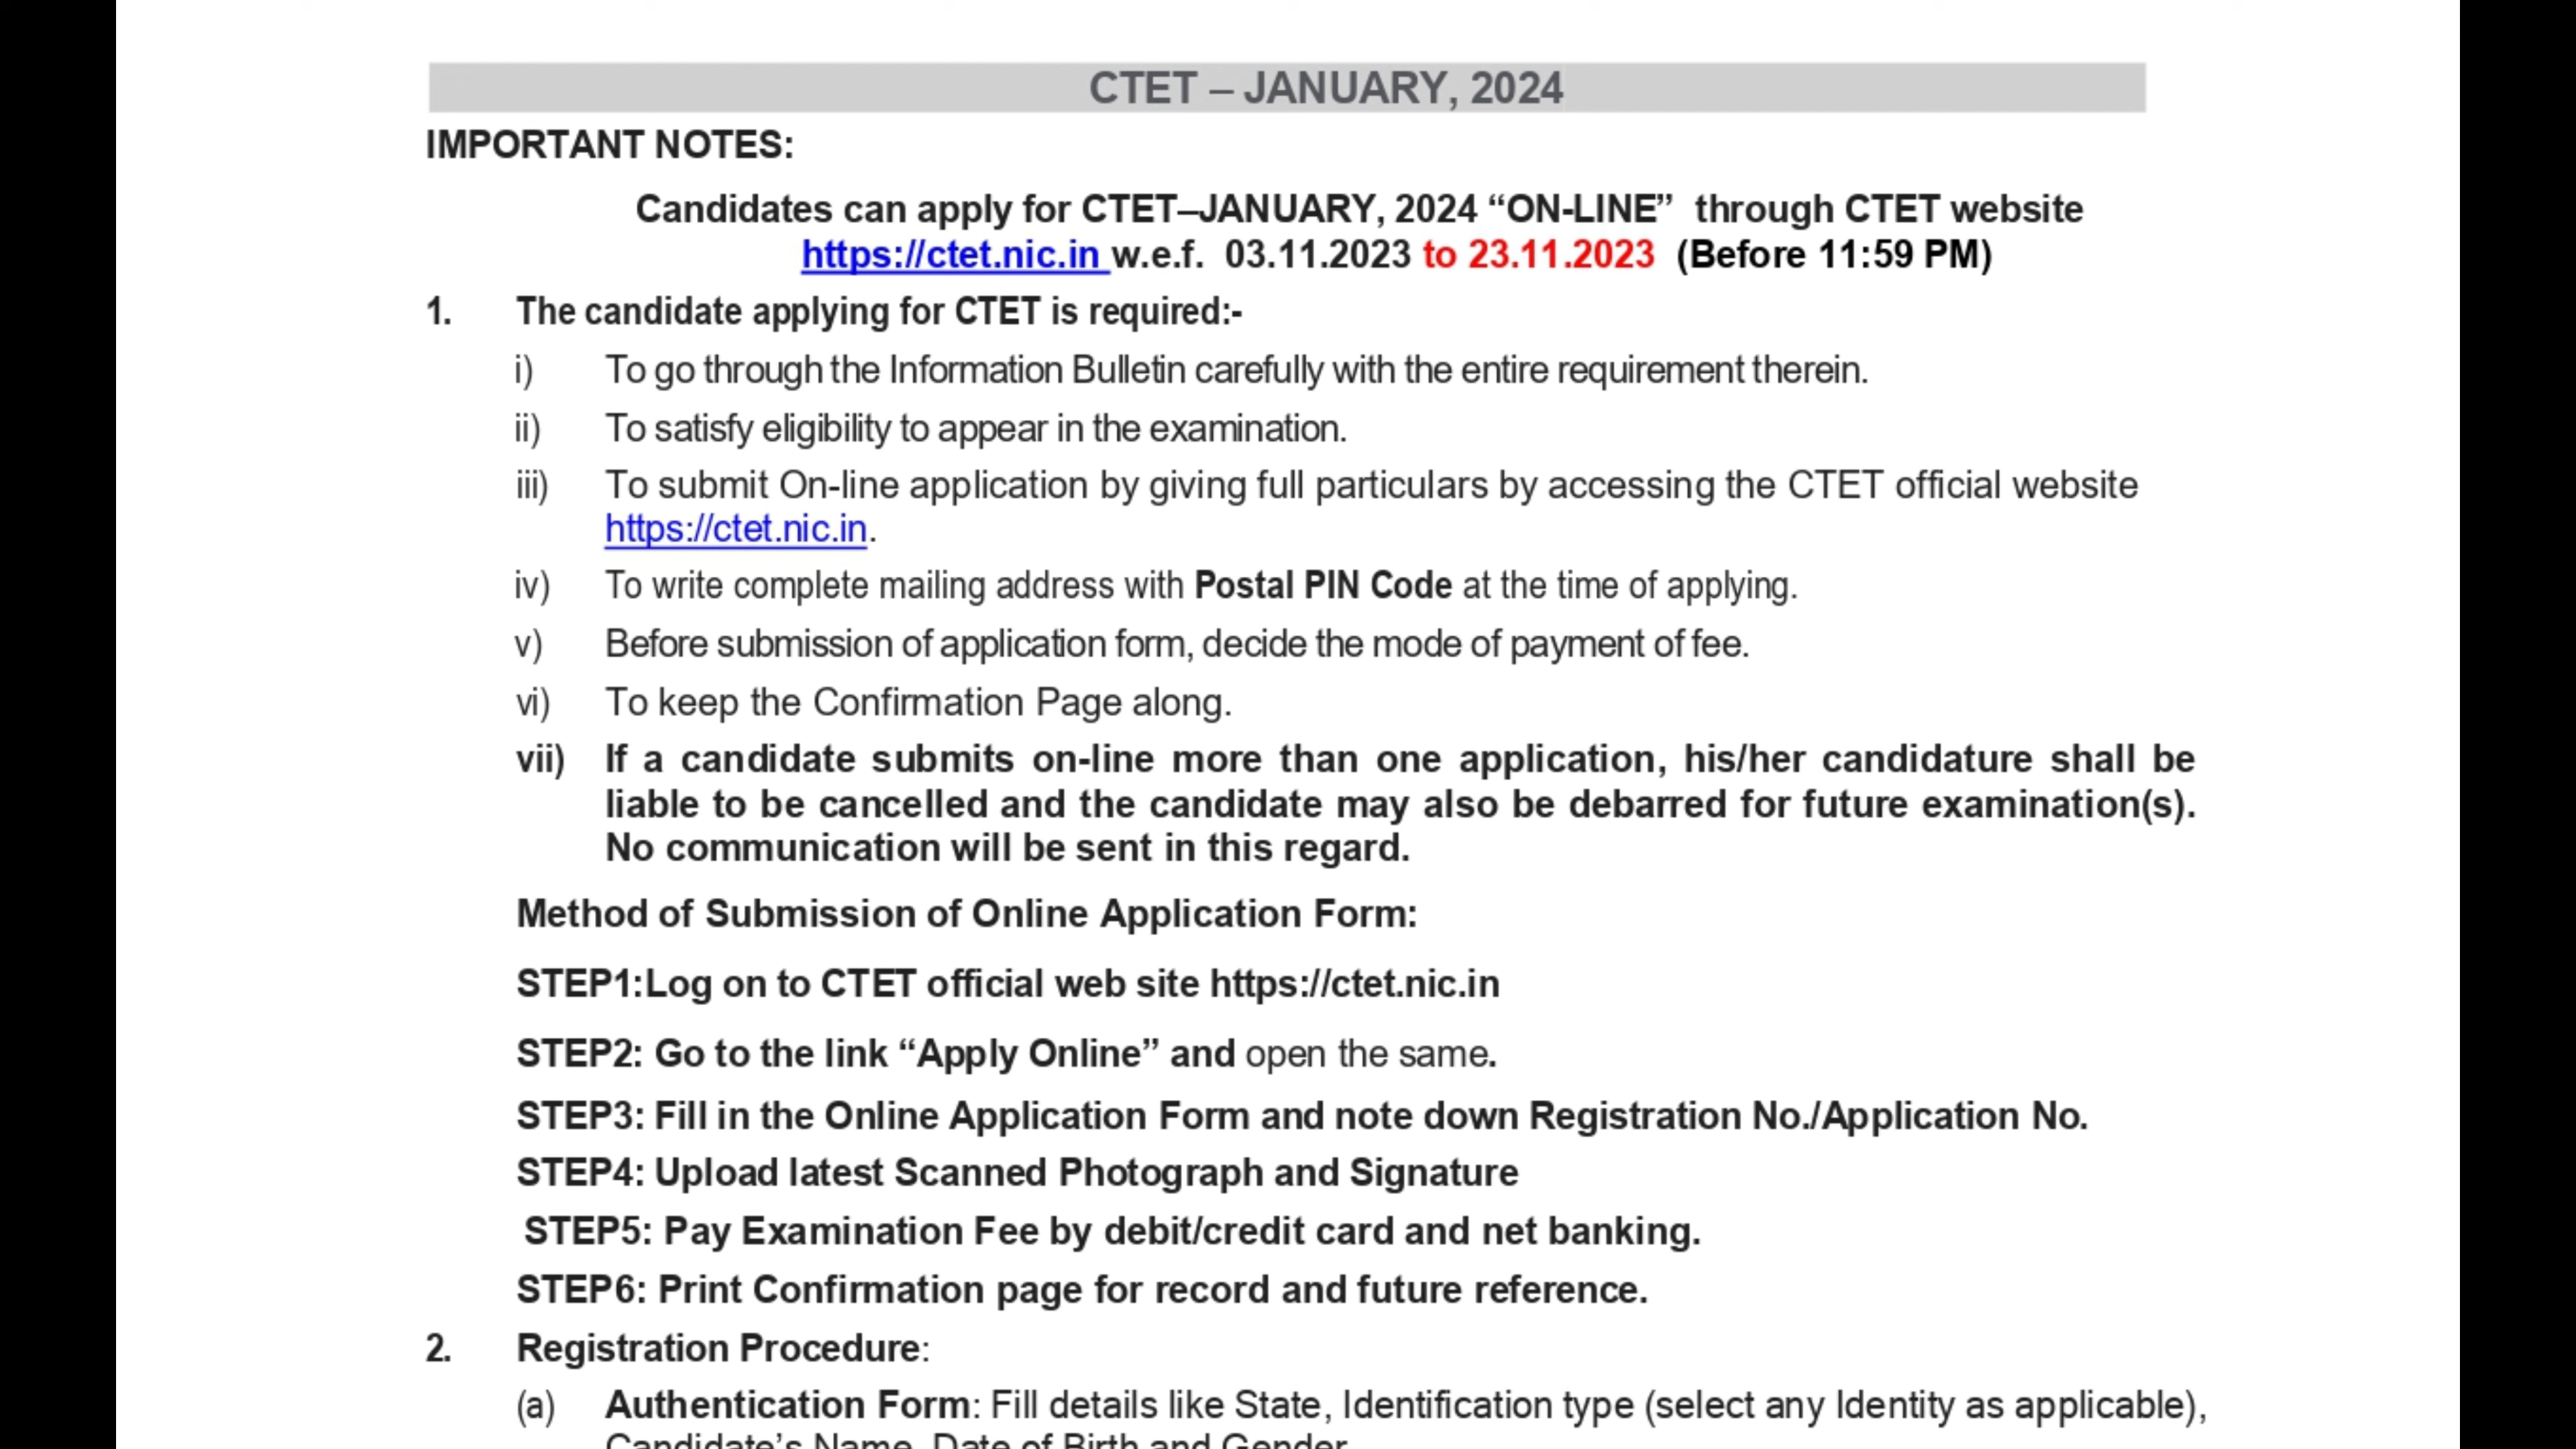 CTET – JANUARY, 2024
IMPORTANT NOTES:
Candidates can apply for CTET–JANUARY, 2024 “ON-LINE” through CTET website
https://ctet.nic.in w.e.f. 03.11.2023 to 23.11.2023 (Before 11:59 PM)
1. The candidate applying for CTET is required:-
i) To go through the Information Bulletin carefully with the entire requirement therein.
ii) To satisfy eligibility to appear in the examination.
iii) To submit On-line application by giving full particulars by accessing the CTET official website
https://ctet.nic.in.
iv) To write complete mailing address with Postal PIN Code at the time of applying.
v) Before submission of application form, decide the mode of payment of fee.
vi) To keep the Confirmation Page along.
vii) If a candidate submits on-line more than one application, his/her candidature shall be
liable to be cancelled and the candidate may also be debarred for future examination(s).
No communication will be sent in this regard.
Method of Submission of Online Application Form:
STEP1:Log on to CTET official web site https://ctet.nic.in
STEP2: Go to the link “Apply Online” and open the same.
STEP3: Fill in the Online Application Form and note down Registration No./Application No.
STEP4: Upload latest Scanned Photograph and Signature
STEP5: Pay Examination Fee by debit/credit card and net banking.
STEP6: Print Confirmation page for record and future reference.
2. Registration Procedure:
(a) Authentication Form: Fill details like State, Identification type (select any Identity as applicable),
Candidate’s Name, Date of Birth and Gender